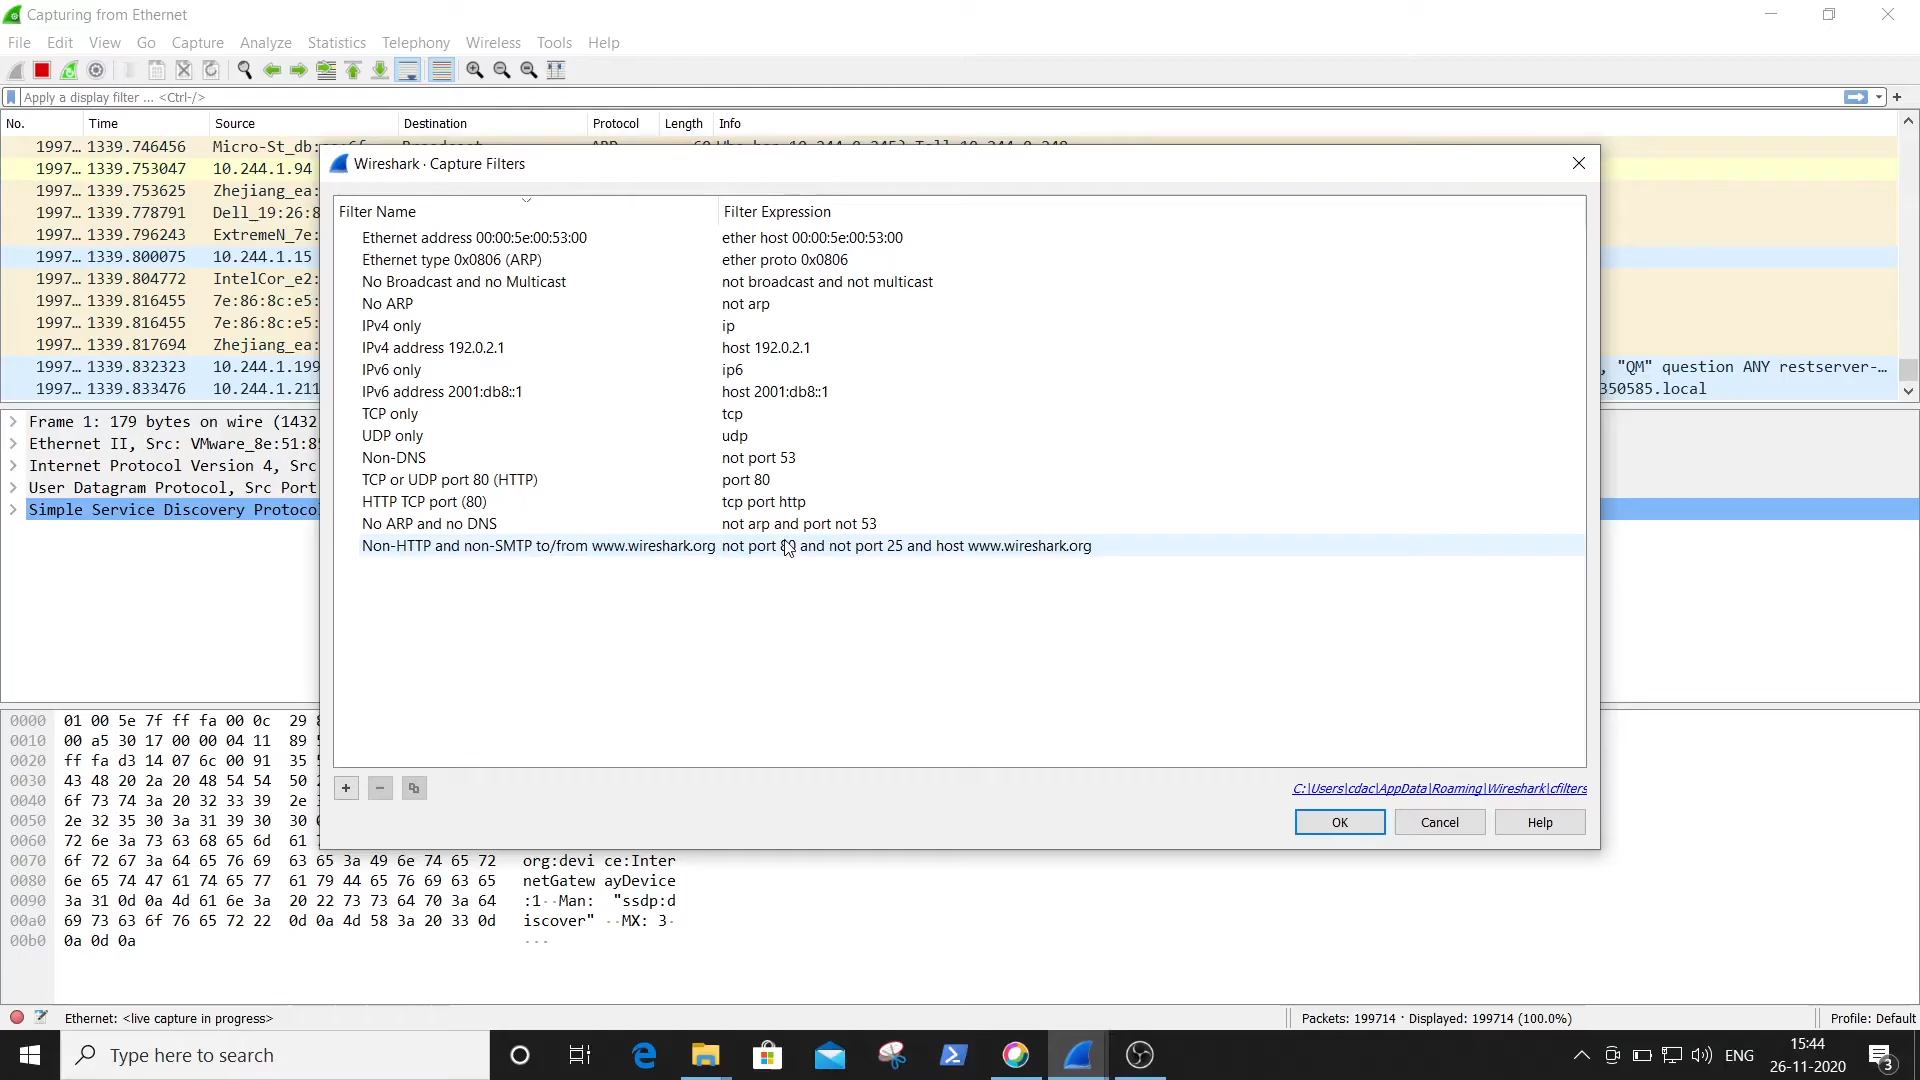 Capturing from Ethernet
File Edit View Go Capture Analyze Statistics Telephony Wireless Tools Help
Apply a display filter ... <Ctrl-/>
No. Time Source Destination Protocol Length Info
1997... 1339.746456 Micro-St_db:
1997... 1339.753047 10.244.1.94
1997... 1339.753625 Zhejiang_ea:
1997... 1339.778791 Dell_19:26:8
1997... 1339.796243 ExtremeN_7e:
1997... 1339.800075 10.244.1.15
1997... 1339.804772 IntelCor_e2:
1997... 1339.816455 7e:86:8c:e5:
1997... 1339.816455 7e:86:8c:e5:
1997... 1339.817694 Zhejiang_ea:
1997... 1339.832323 10.244.1.199 , "QM" question ANY restserver-...
1997... 1339.833476 10.244.1.211 350585.local
Wireshark · Capture Filters
Filter Name Filter Expression
Ethernet address 00:00:5e:00:53:00 ether host 00:00:5e:00:53:00
Ethernet type 0x0806 (ARP) ether proto 0x0806
No Broadcast and no Multicast not broadcast and not multicast
No ARP not arp
IPv4 only ip
IPv4 address 192.0.2.1 host 192.0.2.1
IPv6 only ip6
IPv6 address 2001:db8::1 host 2001:db8::1
TCP only tcp
UDP only udp
Non-DNS not port 53
TCP or UDP port 80 (HTTP) port 80
HTTP TCP port (80) tcp port http
No ARP and no DNS not arp and port not 53
Non-HTTP and non-SMTP to/from www.wireshark.org not port 80 and not port 25 and host www.wireshark.org
C:\Users\cdac\AppData\Roaming\Wireshark\cfilters
OK Cancel Help
Frame 1: 179 bytes on wire (1432
Ethernet II, Src: VMware_8e:51:8
Internet Protocol Version 4, Src
User Datagram Protocol, Src Port
Simple Service Discovery Protoco
0000 01 00 5e 7f ff fa 00 0c 29
0010 00 a5 30 17 00 00 04 11 89
0020 ff fa d3 14 07 6c 00 91 35
0030 43 48 20 2a 20 48 54 54 50
0040 6f 73 74 3a 20 32 33 39 2e
0050 2e 32 35 30 3a 31 39 30 30
0060 72 6e 3a 73 63 68 65 6d 61
0070 6f 72 67 3a 64 65 76 69 63 65 3a 49 6e 74 65 72 org:devi ce:Inter
0080 6e 65 74 47 61 74 65 77 61 79 44 65 76 69 63 65 netGatew ayDevice
0090 3a 31 0d 0a 4d 61 6e 3a 20 22 73 73 64 70 3a 64 :1··Man: "ssdp:d
00a0 69 73 63 6f 76 65 72 22 0d 0a 4d 58 3a 20 33 0d iscover" ··MX: 3·
00b0 0a 0d 0a ···
Ethernet: <live capture in progress> Packets: 199714 · Displayed: 199714 (100.0%) Profile: Default
Type here to search
ENG
15:44
26-11-2020
3